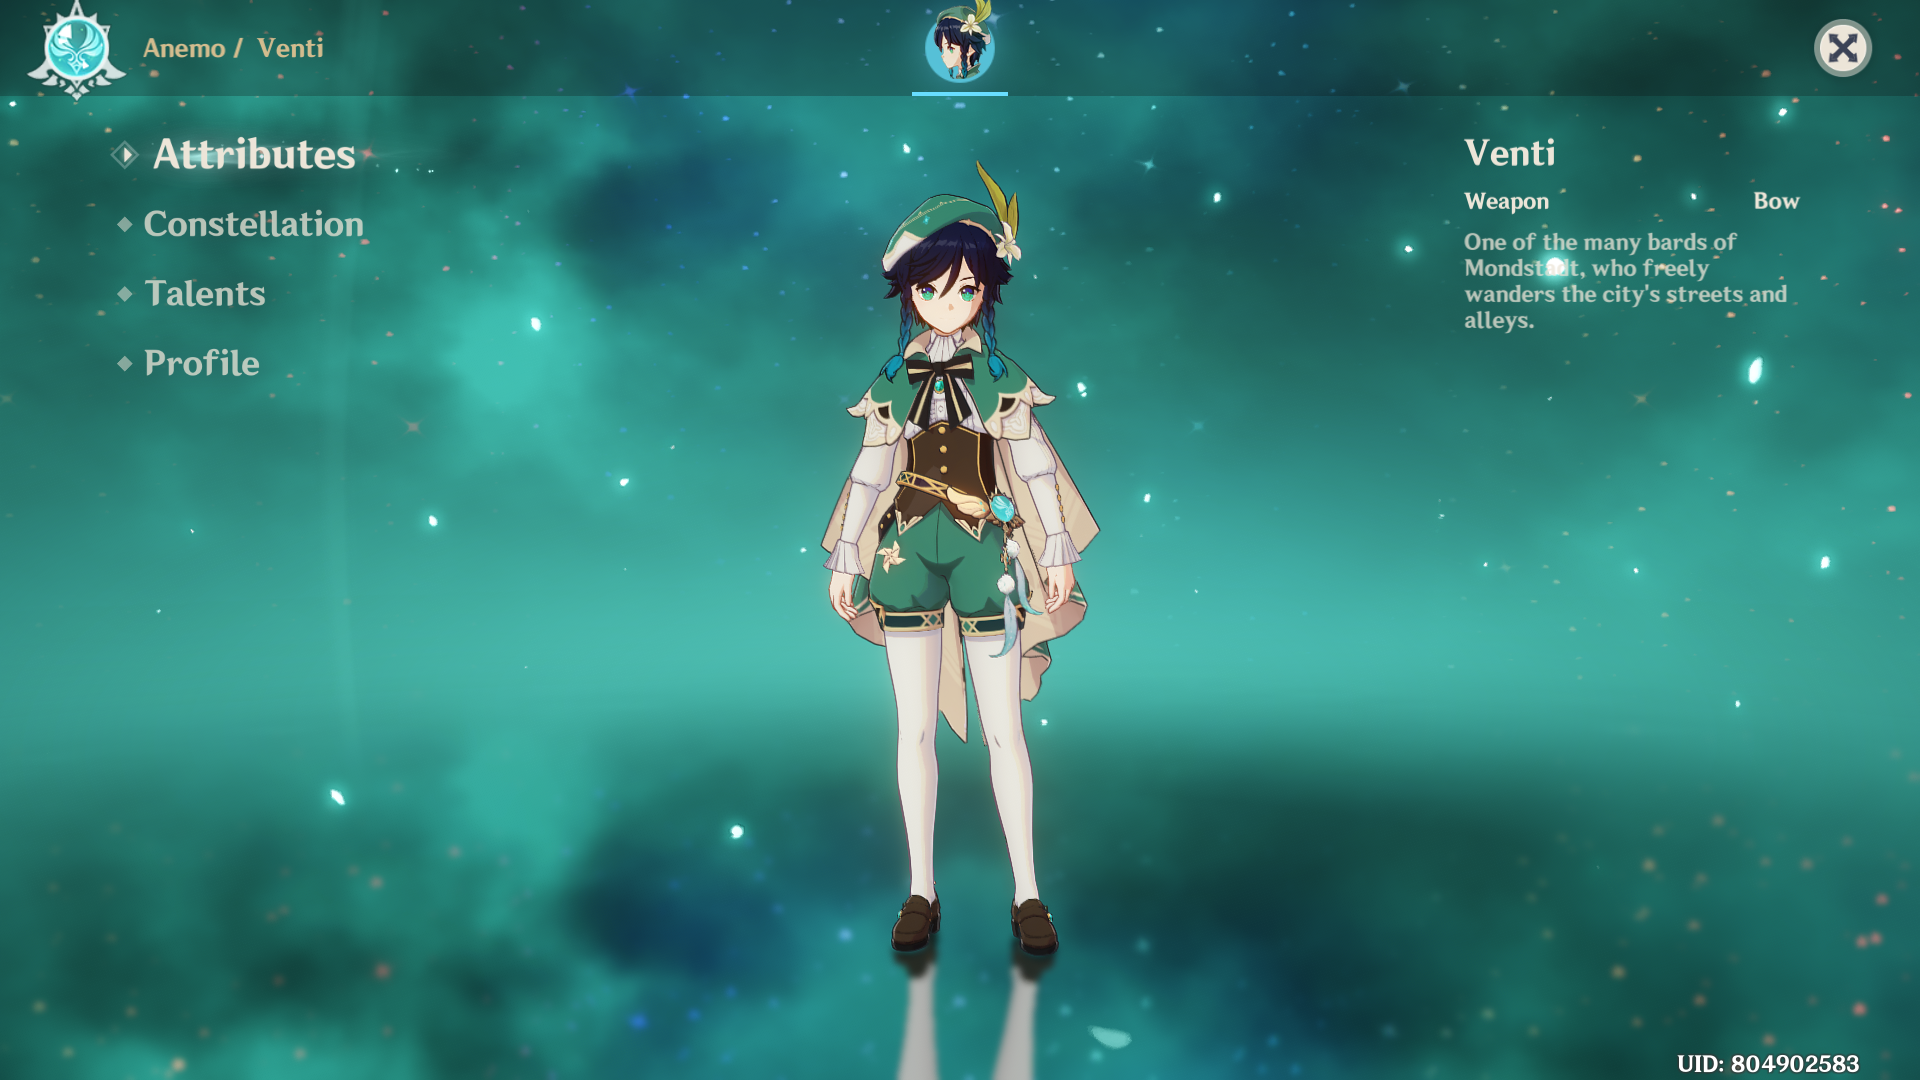 Anemo / Venti
Attributes
Constellation
Talents
Profile
Venti
Weapon Bow
One of the many bards of
Mondstadt, who freely
wanders the city's streets and
alleys.
UID: 804902583